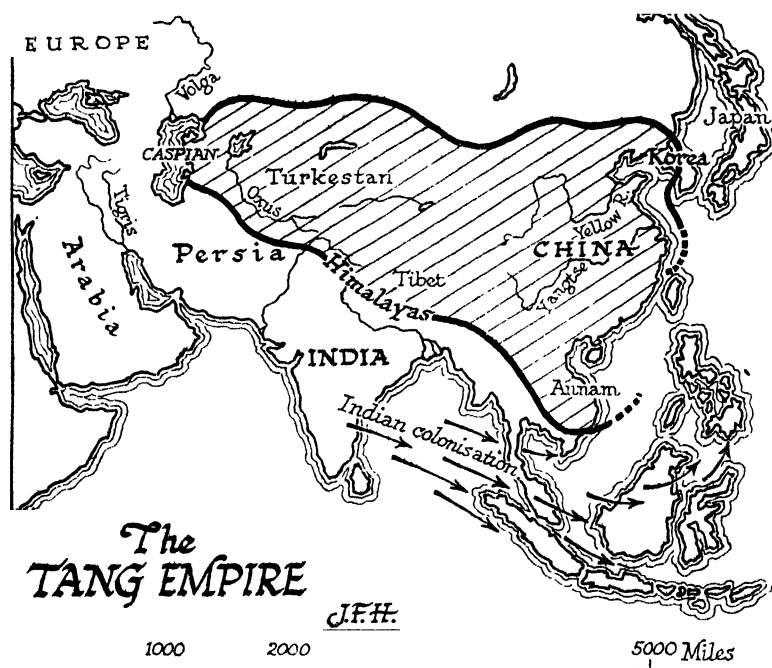 EUROPE
Volga
Japan
CASPIAN
Korea
Turkestan
Tigris
Oxus
Yellow R.
Persia
CHINA
Arabia
Himalayas
Tibet
Yangtse
INDIA
Annam
Indian colonisation
The
TANG EMPIRE
J.F.H.
1000 2000 5000 Miles